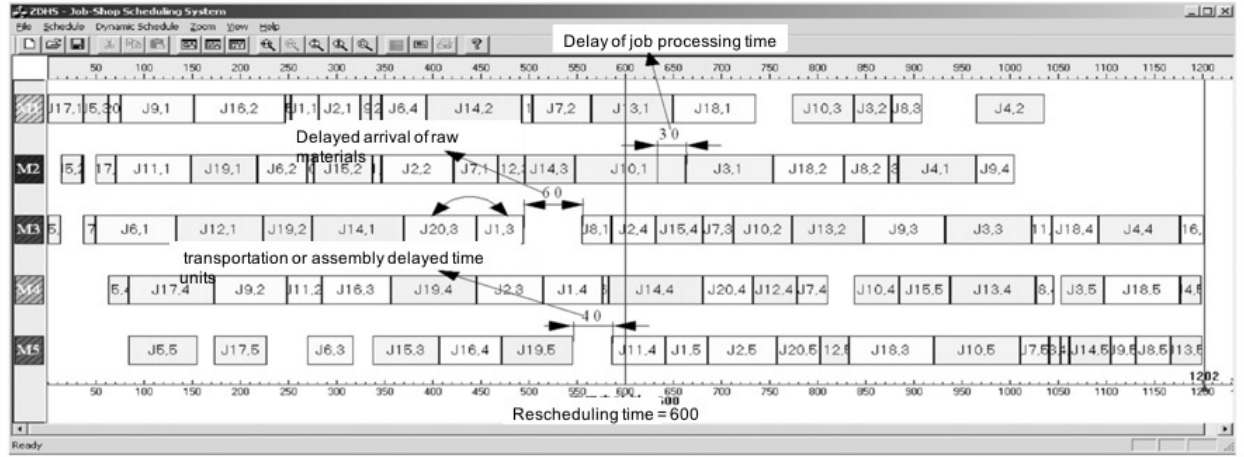 ZDHS - Job-Shop Scheduling System
File Schedule Dynamic Schedule Zoom View Help
Delay of job processing time
50 100 150 200 250 300 350 400 450 500 550 600 650 700 750 800 850 900 950 1000 1050 1100 1150 1200
J17,1 J9,1 J16,2 J2,1 J6,4 J14,2 J7,2 J13,1 J18,1 J10,3 J3,2 J8,3 J4,2
Delayed arrival of raw
materials
30
M2 J11,1 J19,1 J6,2 J15,2 J2,2 J7,1 J14,3 J10,1 J3,1 J18,2 J8,2 J4,1 J9,4
60
M3 J6,1 J12,1 J19,2 J14,1 J20,3 J1,3 J8,1 J2,4 J15,4 J7,3 J10,2 J13,2 J9,3 J3,3 J18,4 J4,4
transportation or assembly delayed time
units
M4 J17,4 J9,2 J11,2 J16,3 J19,4 J2,3 J1,4 J14,4 J20,4 J12,4 J7,4 J10,4 J15,5 J13,4 J3,5 J18,5
40
M5 J5,5 J17,5 J6,3 J15,3 J16,4 J19,5 J11,4 J1,5 J2,5 J20,5 J18,3 J10,5 J14,5 J8,5
1202
50 100 150 200 250 300 350 400 450 500 550 650 700 750 800 850 900 950 1000 1050 1100 1150 1200
Rescheduling time = 600
Ready